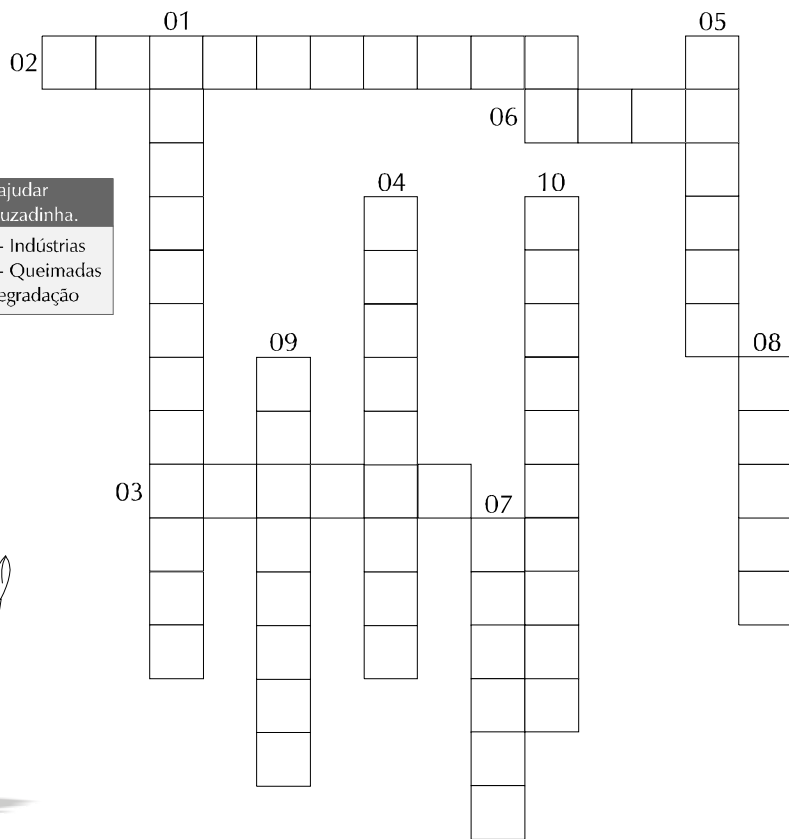 01
05
02
06
ajudar
uzadinha.
04
10
- Indústrias
- Queimadas
egradação
09
08
03
07